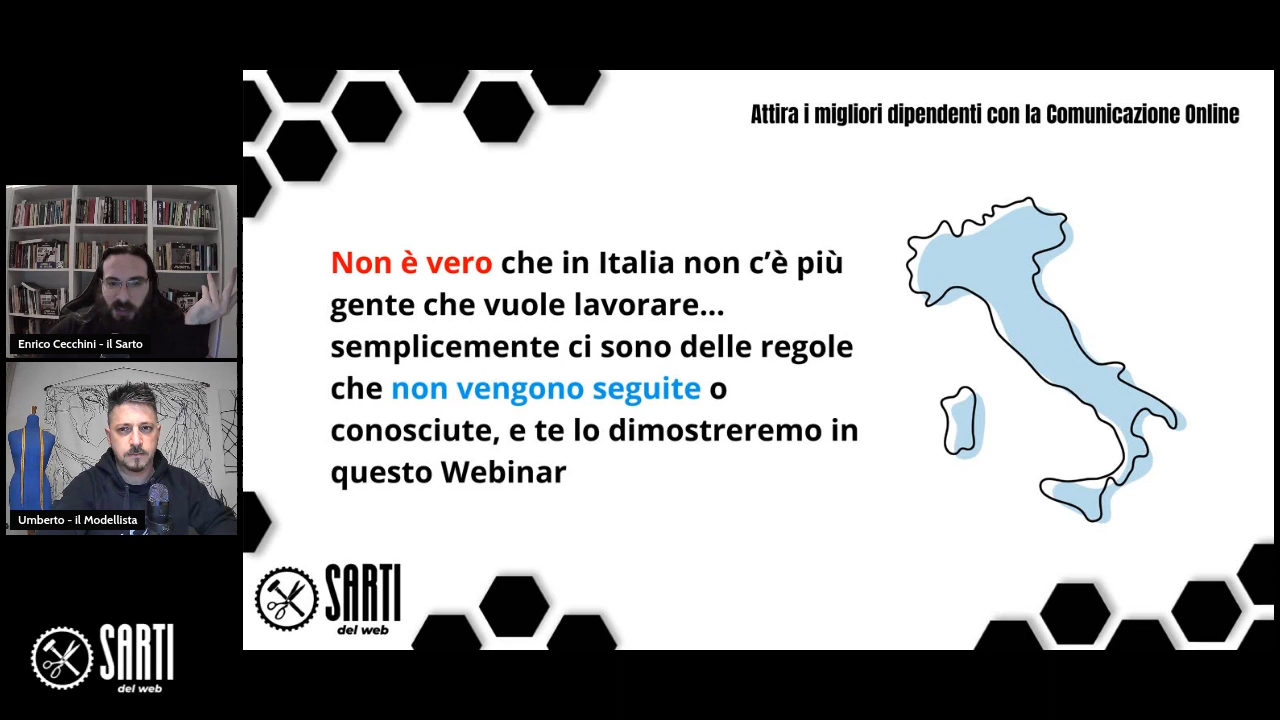 Attira i migliori dipendenti con la Comunicazione Online
Non è vero che in Italia non c’è più
gente che vuole lavorare...
semplicemente ci sono delle regole
che non vengono seguite o
conosciute, e te lo dimostreremo in
questo Webinar
Enrico Cecchini - il Sarto
Umberto - il Modellista
SARTI
del web
SARTI
del web